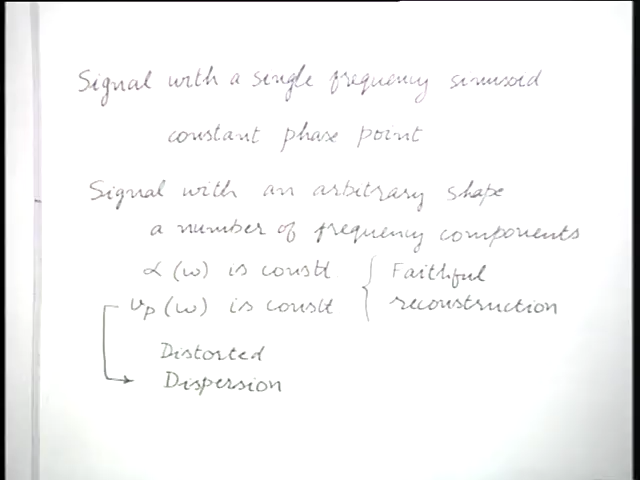 Signal with a single frequency sinusoid
constant phase point
Signal with an arbitrary shape
a number of frequency components
α (ω) is constt { Faithful
υp (ω) is constt { reconstruction
Distorted
Dispersion